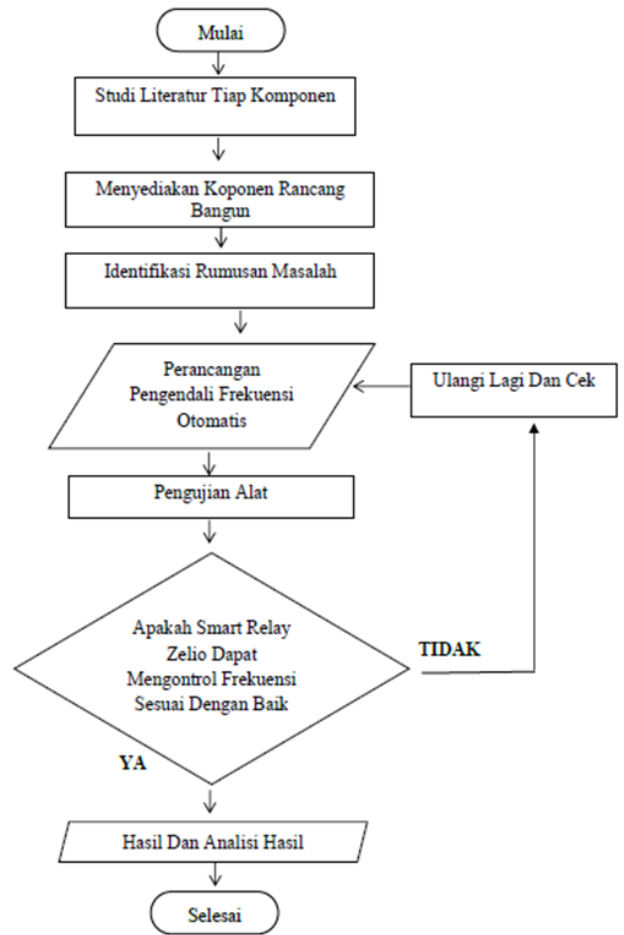 Mulai
Studi Literatur Tiap Komponen
Menyediakan Koponen Rancang
Bangun
Identifikasi Rumusan Masalah
Perancangan
Pengendali Frekuensi
Otomatis
Ulangi Lagi Dan Cek
Pengujian Alat
Apakah Smart Relay
Zelio Dapat
Mengontrol Frekuensi
Sesuai Dengan Baik
TIDAK
YA
Hasil Dan Analisi Hasil
Selesai